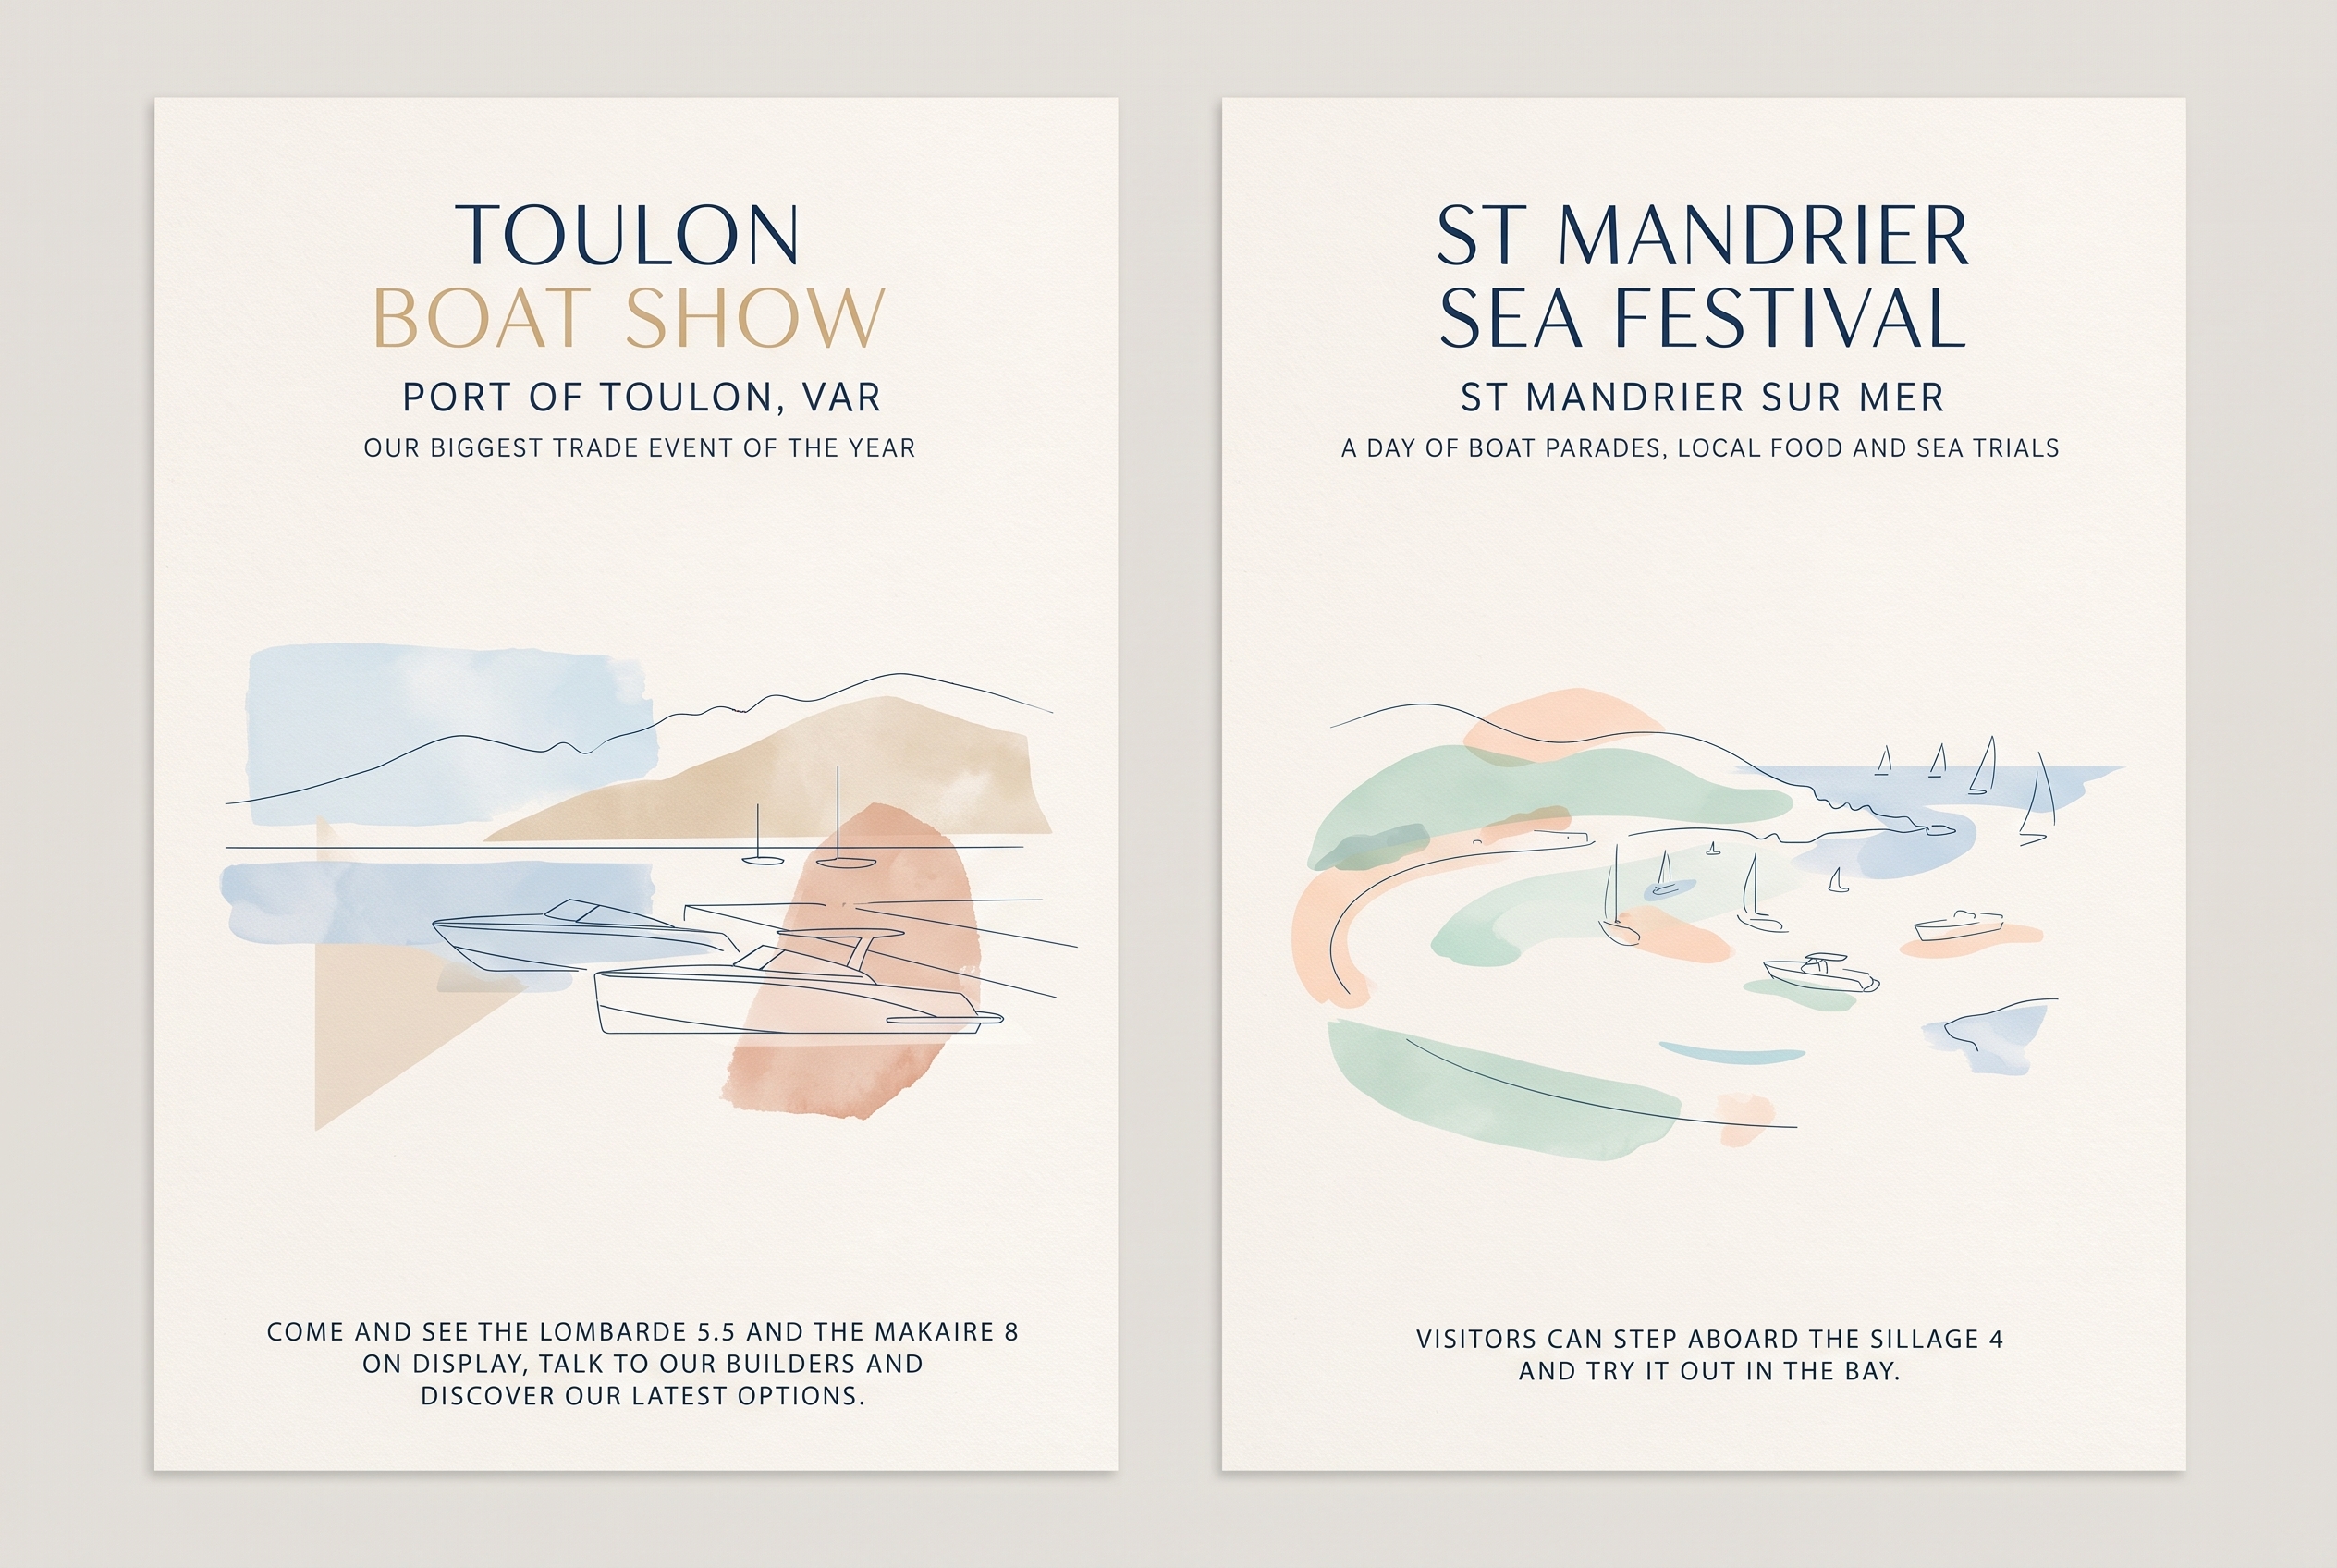 TOULON
BOAT SHOW
PORT OF TOULON, VAR
OUR BIGGEST TRADE EVENT OF THE YEAR
COME AND SEE THE LOMBARDE 5.5 AND THE MAKAIRE 8
ON DISPLAY, TALK TO OUR BUILDERS AND
DISCOVER OUR LATEST OPTIONS.
ST MANDRIER
SEA FESTIVAL
ST MANDRIER SUR MER
A DAY OF BOAT PARADES, LOCAL FOOD AND SEA TRIALS
VISITORS CAN STEP ABOARD THE SILLAGE 4
AND TRY IT OUT IN THE BAY.